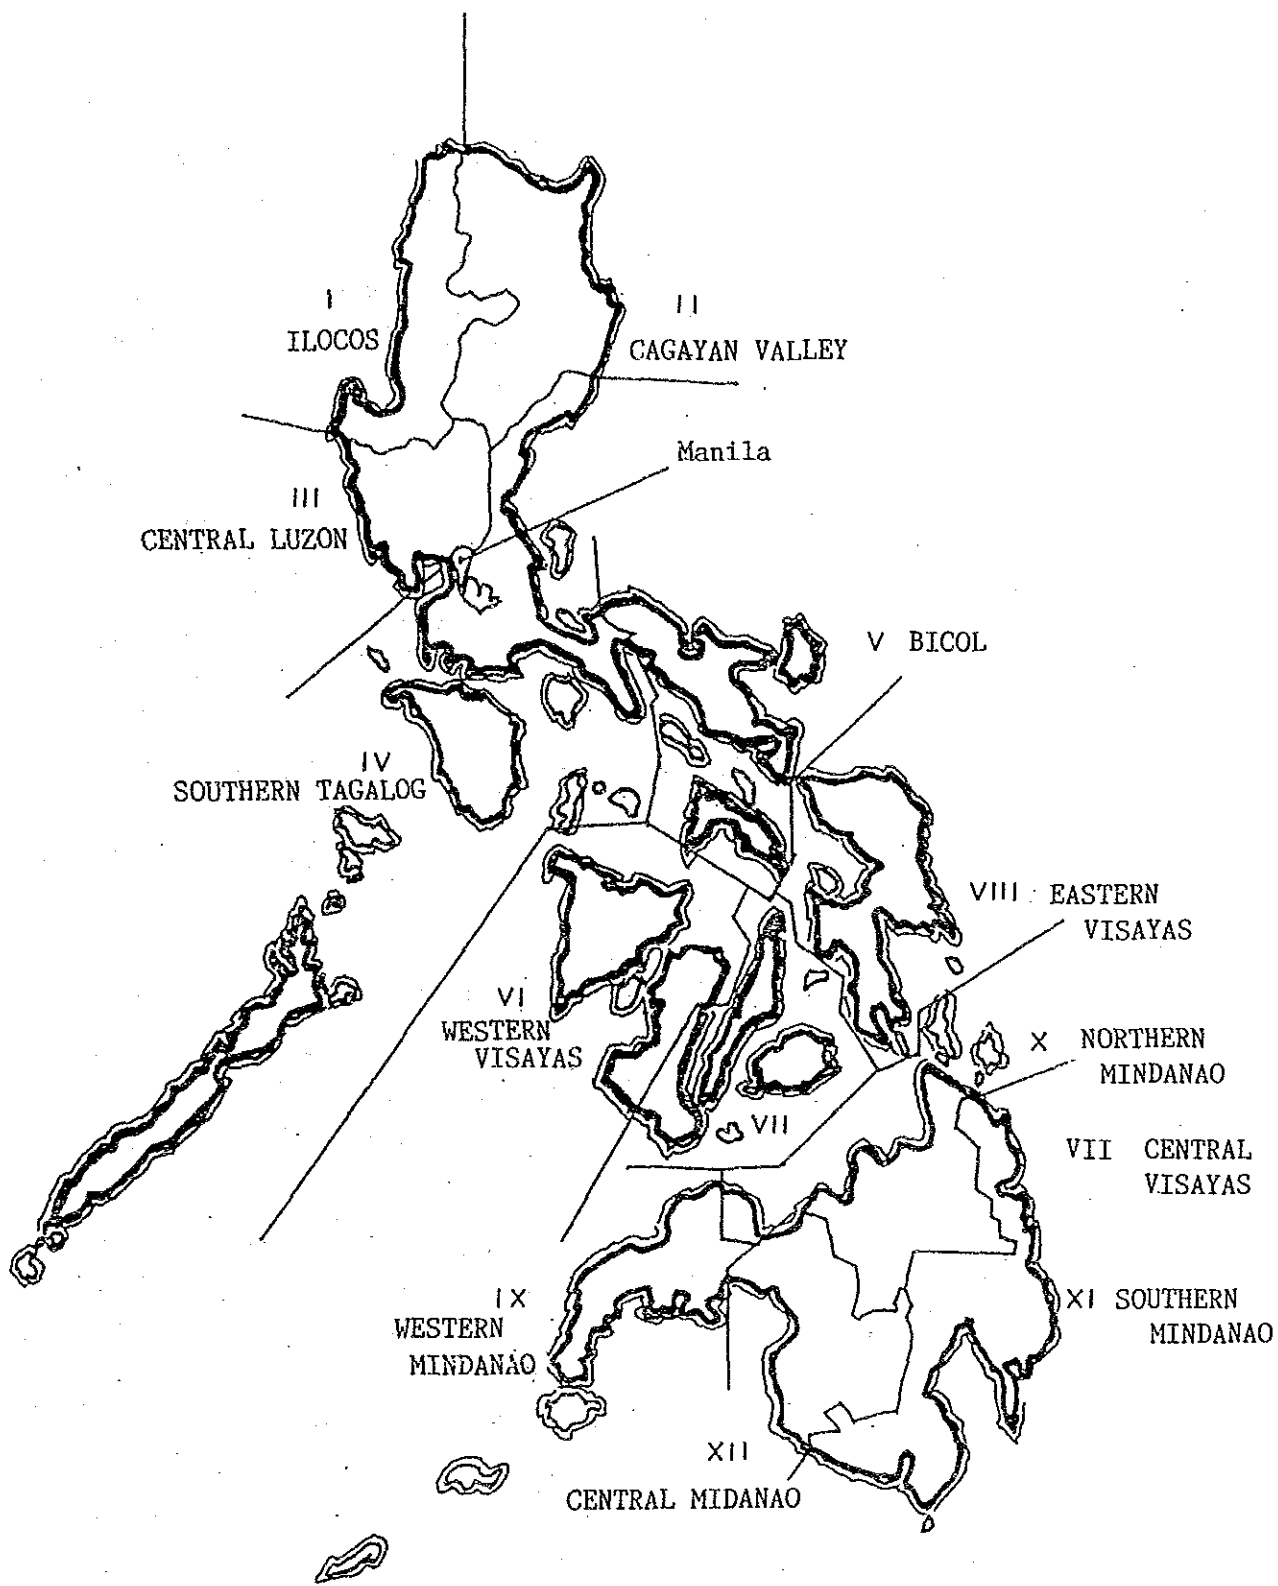 I
ILOCOS
II
CAGAYAN VALLEY
Manila
III
CENTRAL LUZON
V BICOL
IV
SOUTHERN TAGALOG
VIII EASTERN
VISAYAS
VI
WESTERN
VISAYAS
X NORTHERN
MINDANAO
VII
VII CENTRAL
VISAYAS
IX
WESTERN
MINDANAO
XI SOUTHERN
MINDANAO
XII
CENTRAL MIDANAO